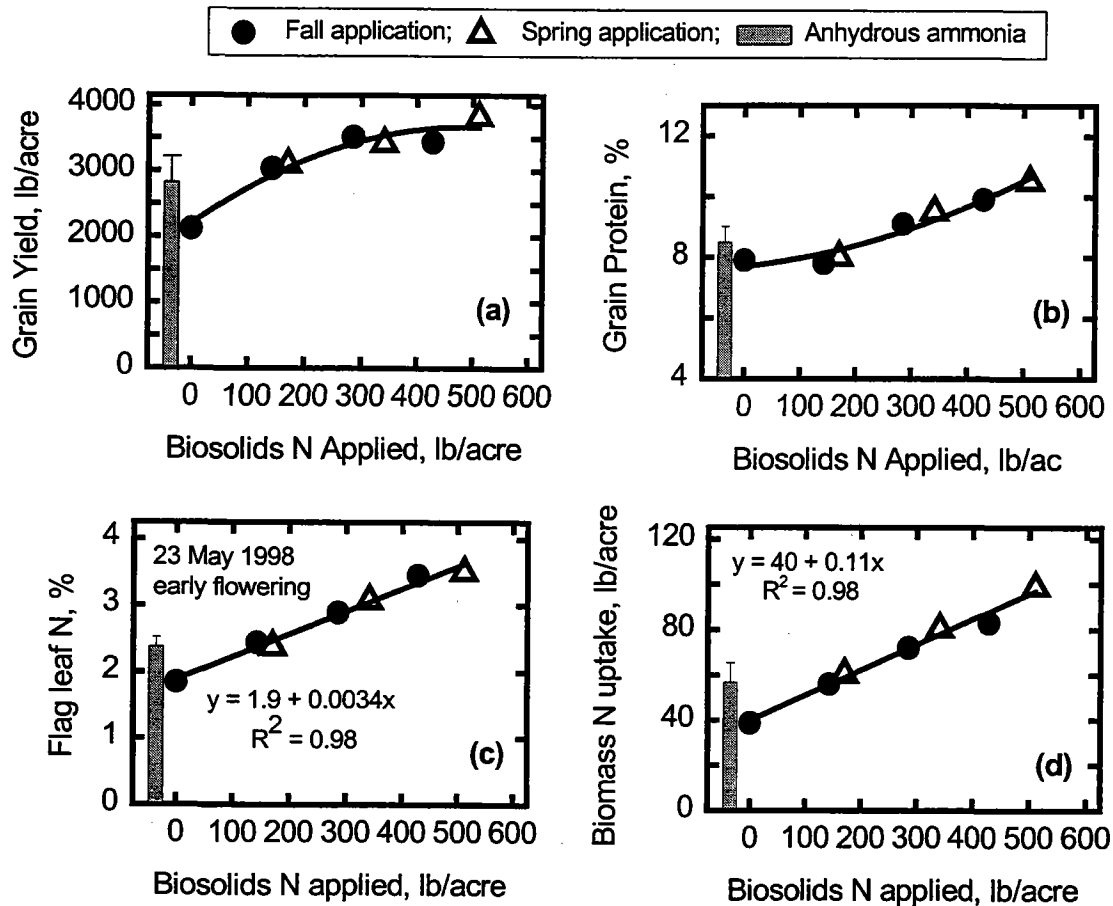 Fall application; Spring application; Anhydrous ammonia
4000
3000
2000
1000
0
Grain Yield, lb/acre
(a)
0 100 200 300 400 500 600
Biosolids N Applied, lb/acre
12
8
4
Grain Protein, %
(b)
0 100 200 300 400 500 600
Biosolids N Applied, lb/ac
4
3
2
1
0
Flag leaf N, %
23 May 1998
early flowering
y = 1.9 + 0.0034x
R² = 0.98
(c)
0 100 200 300 400 500 600
Biosolids N applied, lb/acre
120
80
40
0
Biomass N uptake, lb/acre
y = 40 + 0.11x
R² = 0.98
(d)
0 100 200 300 400 500 600
Biosolids N applied, lb/acre